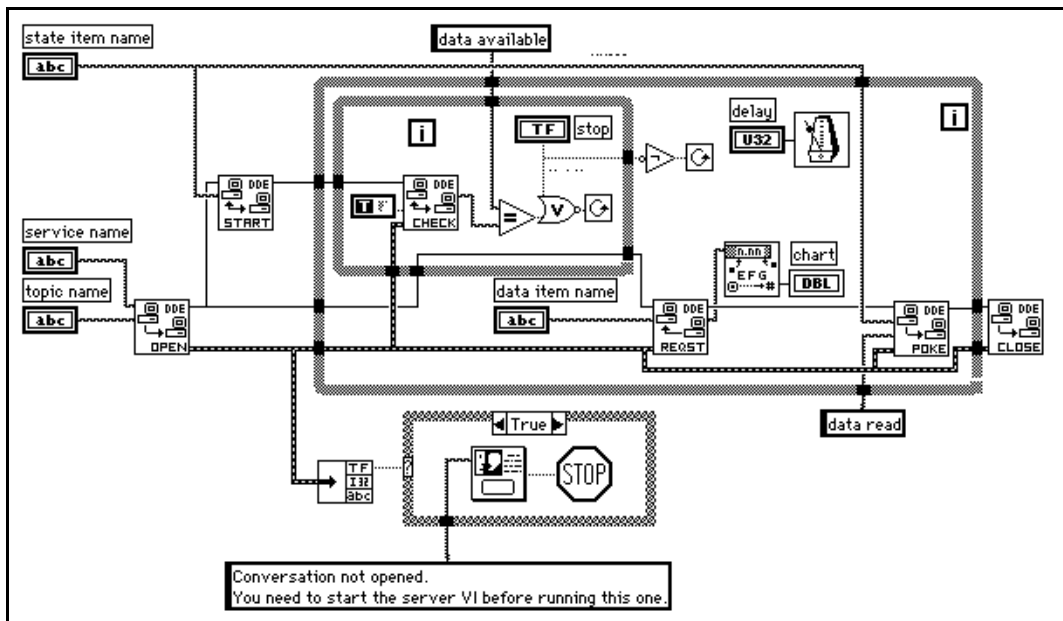 state item name
abc
data available
i
TF
stop
delay
U32
i
DDE
START
T
DDE
CHECK
=
V
service name
abc
topic name
abc
DDE
OPEN
data item name
abc
DDE
REQST
n.nn
EFG
#
chart
DBL
DDE
POKE
DDE
CLOSE
data read
True
TF
I32
abc
?
STOP
Conversation not opened.
You need to start the server VI before running this one.